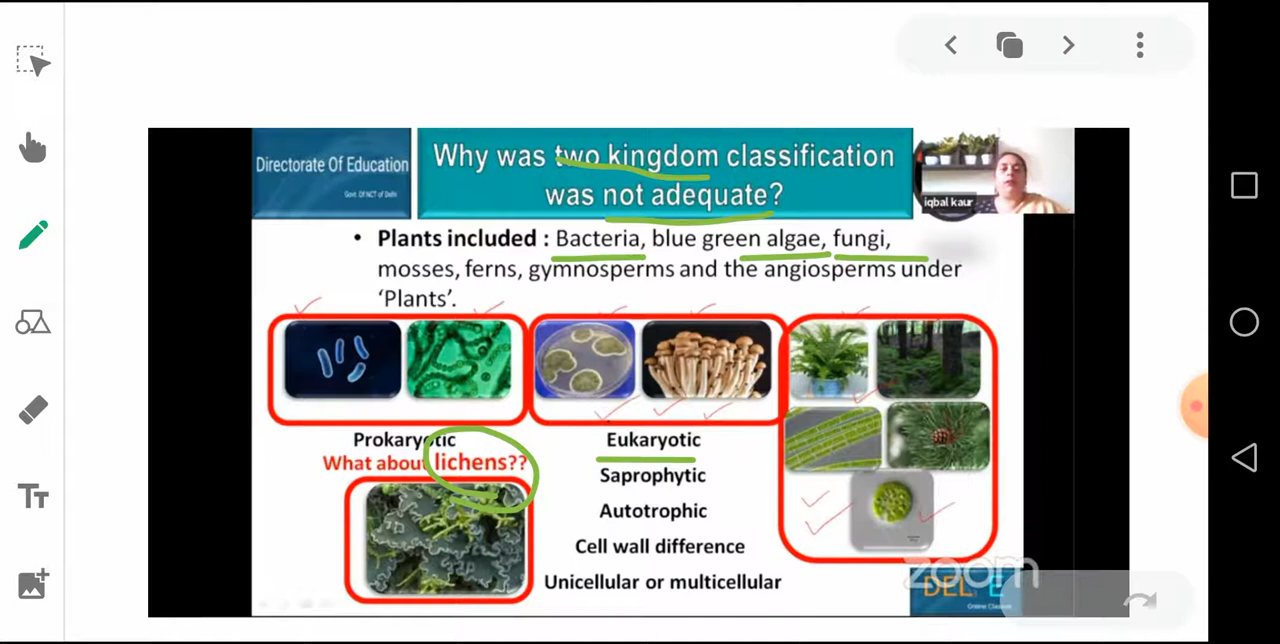 Directorate Of Education
Govt. Of NCT of Delhi
Why was two kingdom classification
was not adequate?
iqbal kaur
• Plants included : Bacteria, blue green algae, fungi,
mosses, ferns, gymnosperms and the angiosperms under
‘Plants’.
Prokaryotic
What about lichens??
Eukaryotic
Saprophytic
Autotrophic
Cell wall difference
Unicellular or multicellular
zoom
Online Classes
Tт